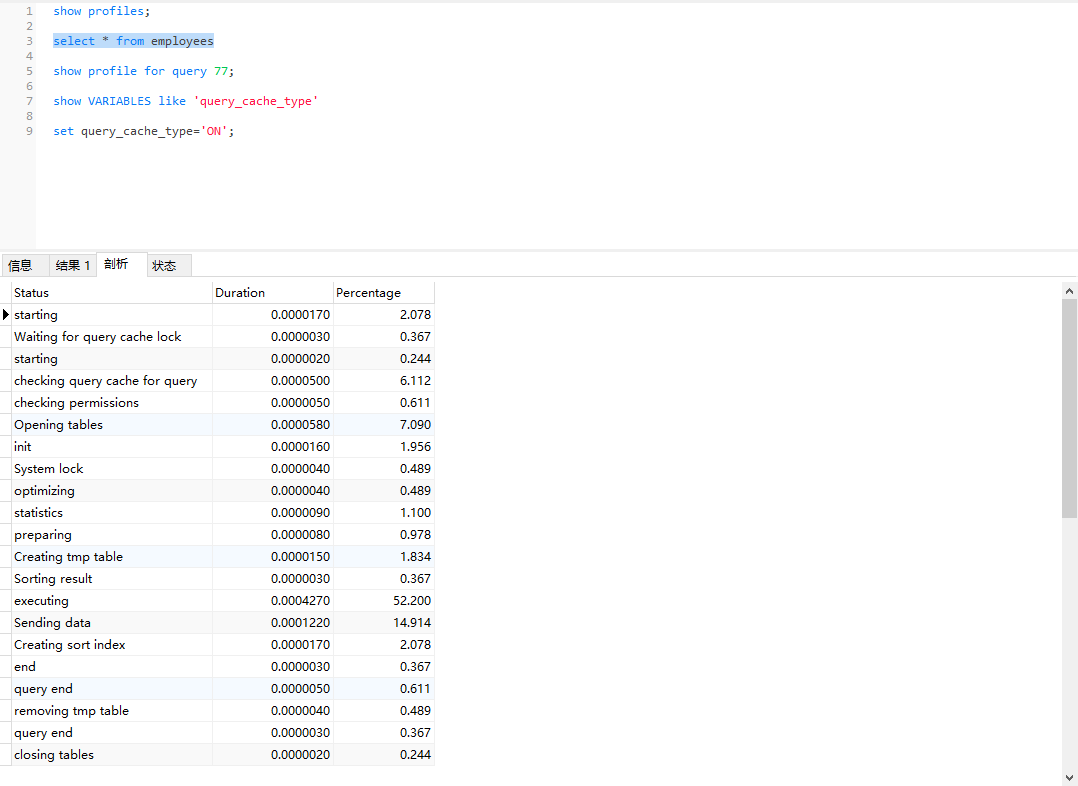 1 show profiles;
2
3 select * from employees
4
5 show profile for query 77;
6
7 show VARIABLES like 'query_cache_type'
8
9 set query_cache_type='ON';
信息 结果 1 剖析 状态
Status Duration Percentage
starting 0.0000170 2.078
Waiting for query cache lock 0.0000030 0.367
starting 0.0000020 0.244
checking query cache for query 0.0000500 6.112
checking permissions 0.0000050 0.611
Opening tables 0.0000580 7.090
init 0.0000160 1.956
System lock 0.0000040 0.489
optimizing 0.0000040 0.489
statistics 0.0000090 1.100
preparing 0.0000080 0.978
Creating tmp table 0.0000150 1.834
Sorting result 0.0000030 0.367
executing 0.0004270 52.200
Sending data 0.0001220 14.914
Creating sort index 0.0000170 2.078
end 0.0000030 0.367
query end 0.0000050 0.611
removing tmp table 0.0000040 0.489
query end 0.0000030 0.367
closing tables 0.0000020 0.244